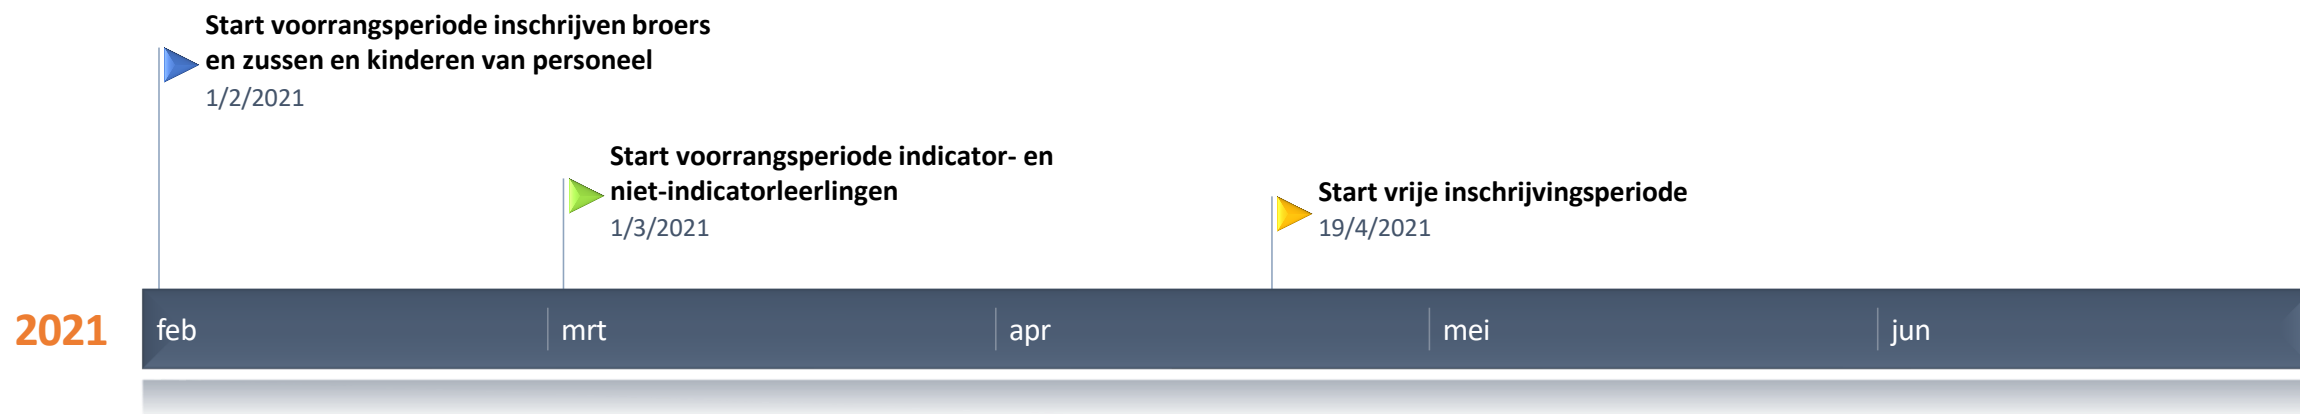 Start voorrangsperiode inschrijven broers
en zussen en kinderen van personeel
1/2/2021
Start voorrangsperiode indicator- en
niet-indicatorleerlingen
1/3/2021
Start vrije inschrijvingsperiode
19/4/2021
2021
feb
mrt
apr
mei
jun